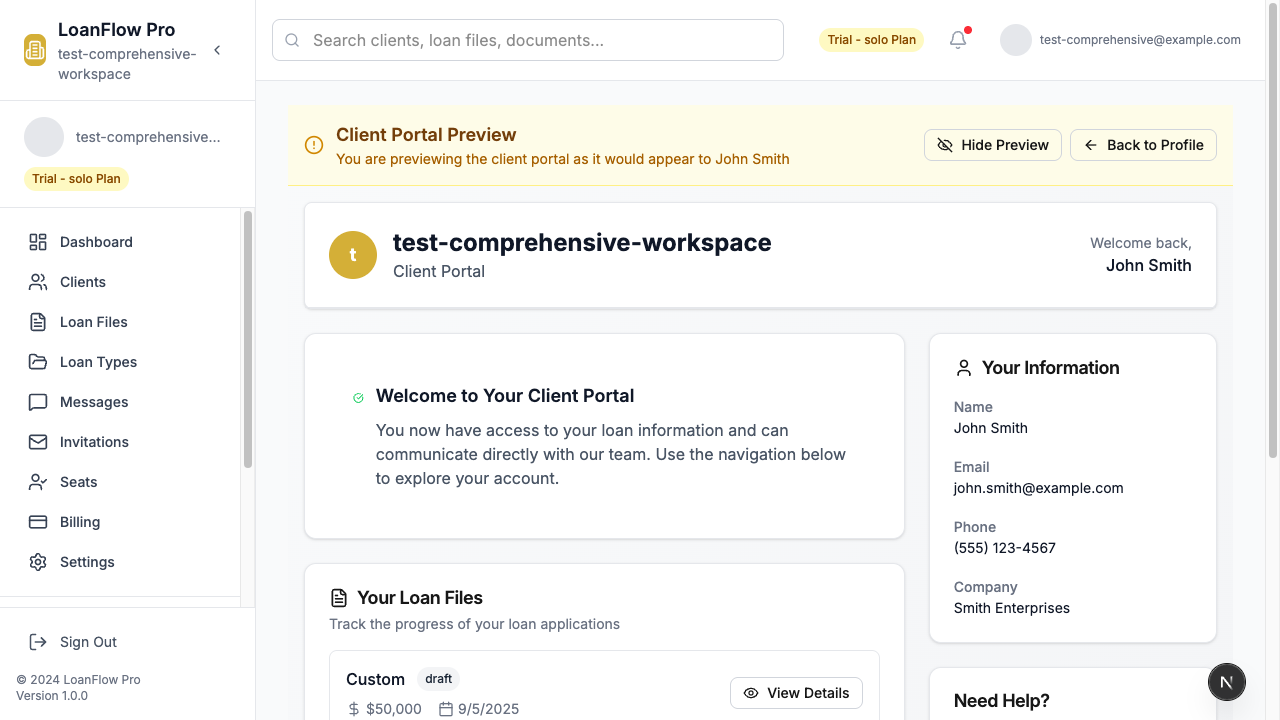 LoanFlow Pro
test-comprehensive-
workspace
test-comprehensive...
Trial - solo Plan
Dashboard
Clients
Loan Files
Loan Types
Messages
Invitations
Seats
Billing
Settings
Sign Out
© 2024 LoanFlow Pro
Version 1.0.0
Search clients, loan files, documents...
Trial - solo Plan
test-comprehensive@example.com
Client Portal Preview
You are previewing the client portal as it would appear to John Smith
Hide Preview
Back to Profile
t
test-comprehensive-workspace
Client Portal
Welcome back,
John Smith
Welcome to Your Client Portal
You now have access to your loan information and can
communicate directly with our team. Use the navigation below
to explore your account.
Your Loan Files
Track the progress of your loan applications
Custom draft
$50,000 9/5/2025
View Details
Your Information
Name
John Smith
Email
john.smith@example.com
Phone
(555) 123-4567
Company
Smith Enterprises
Need Help?
N